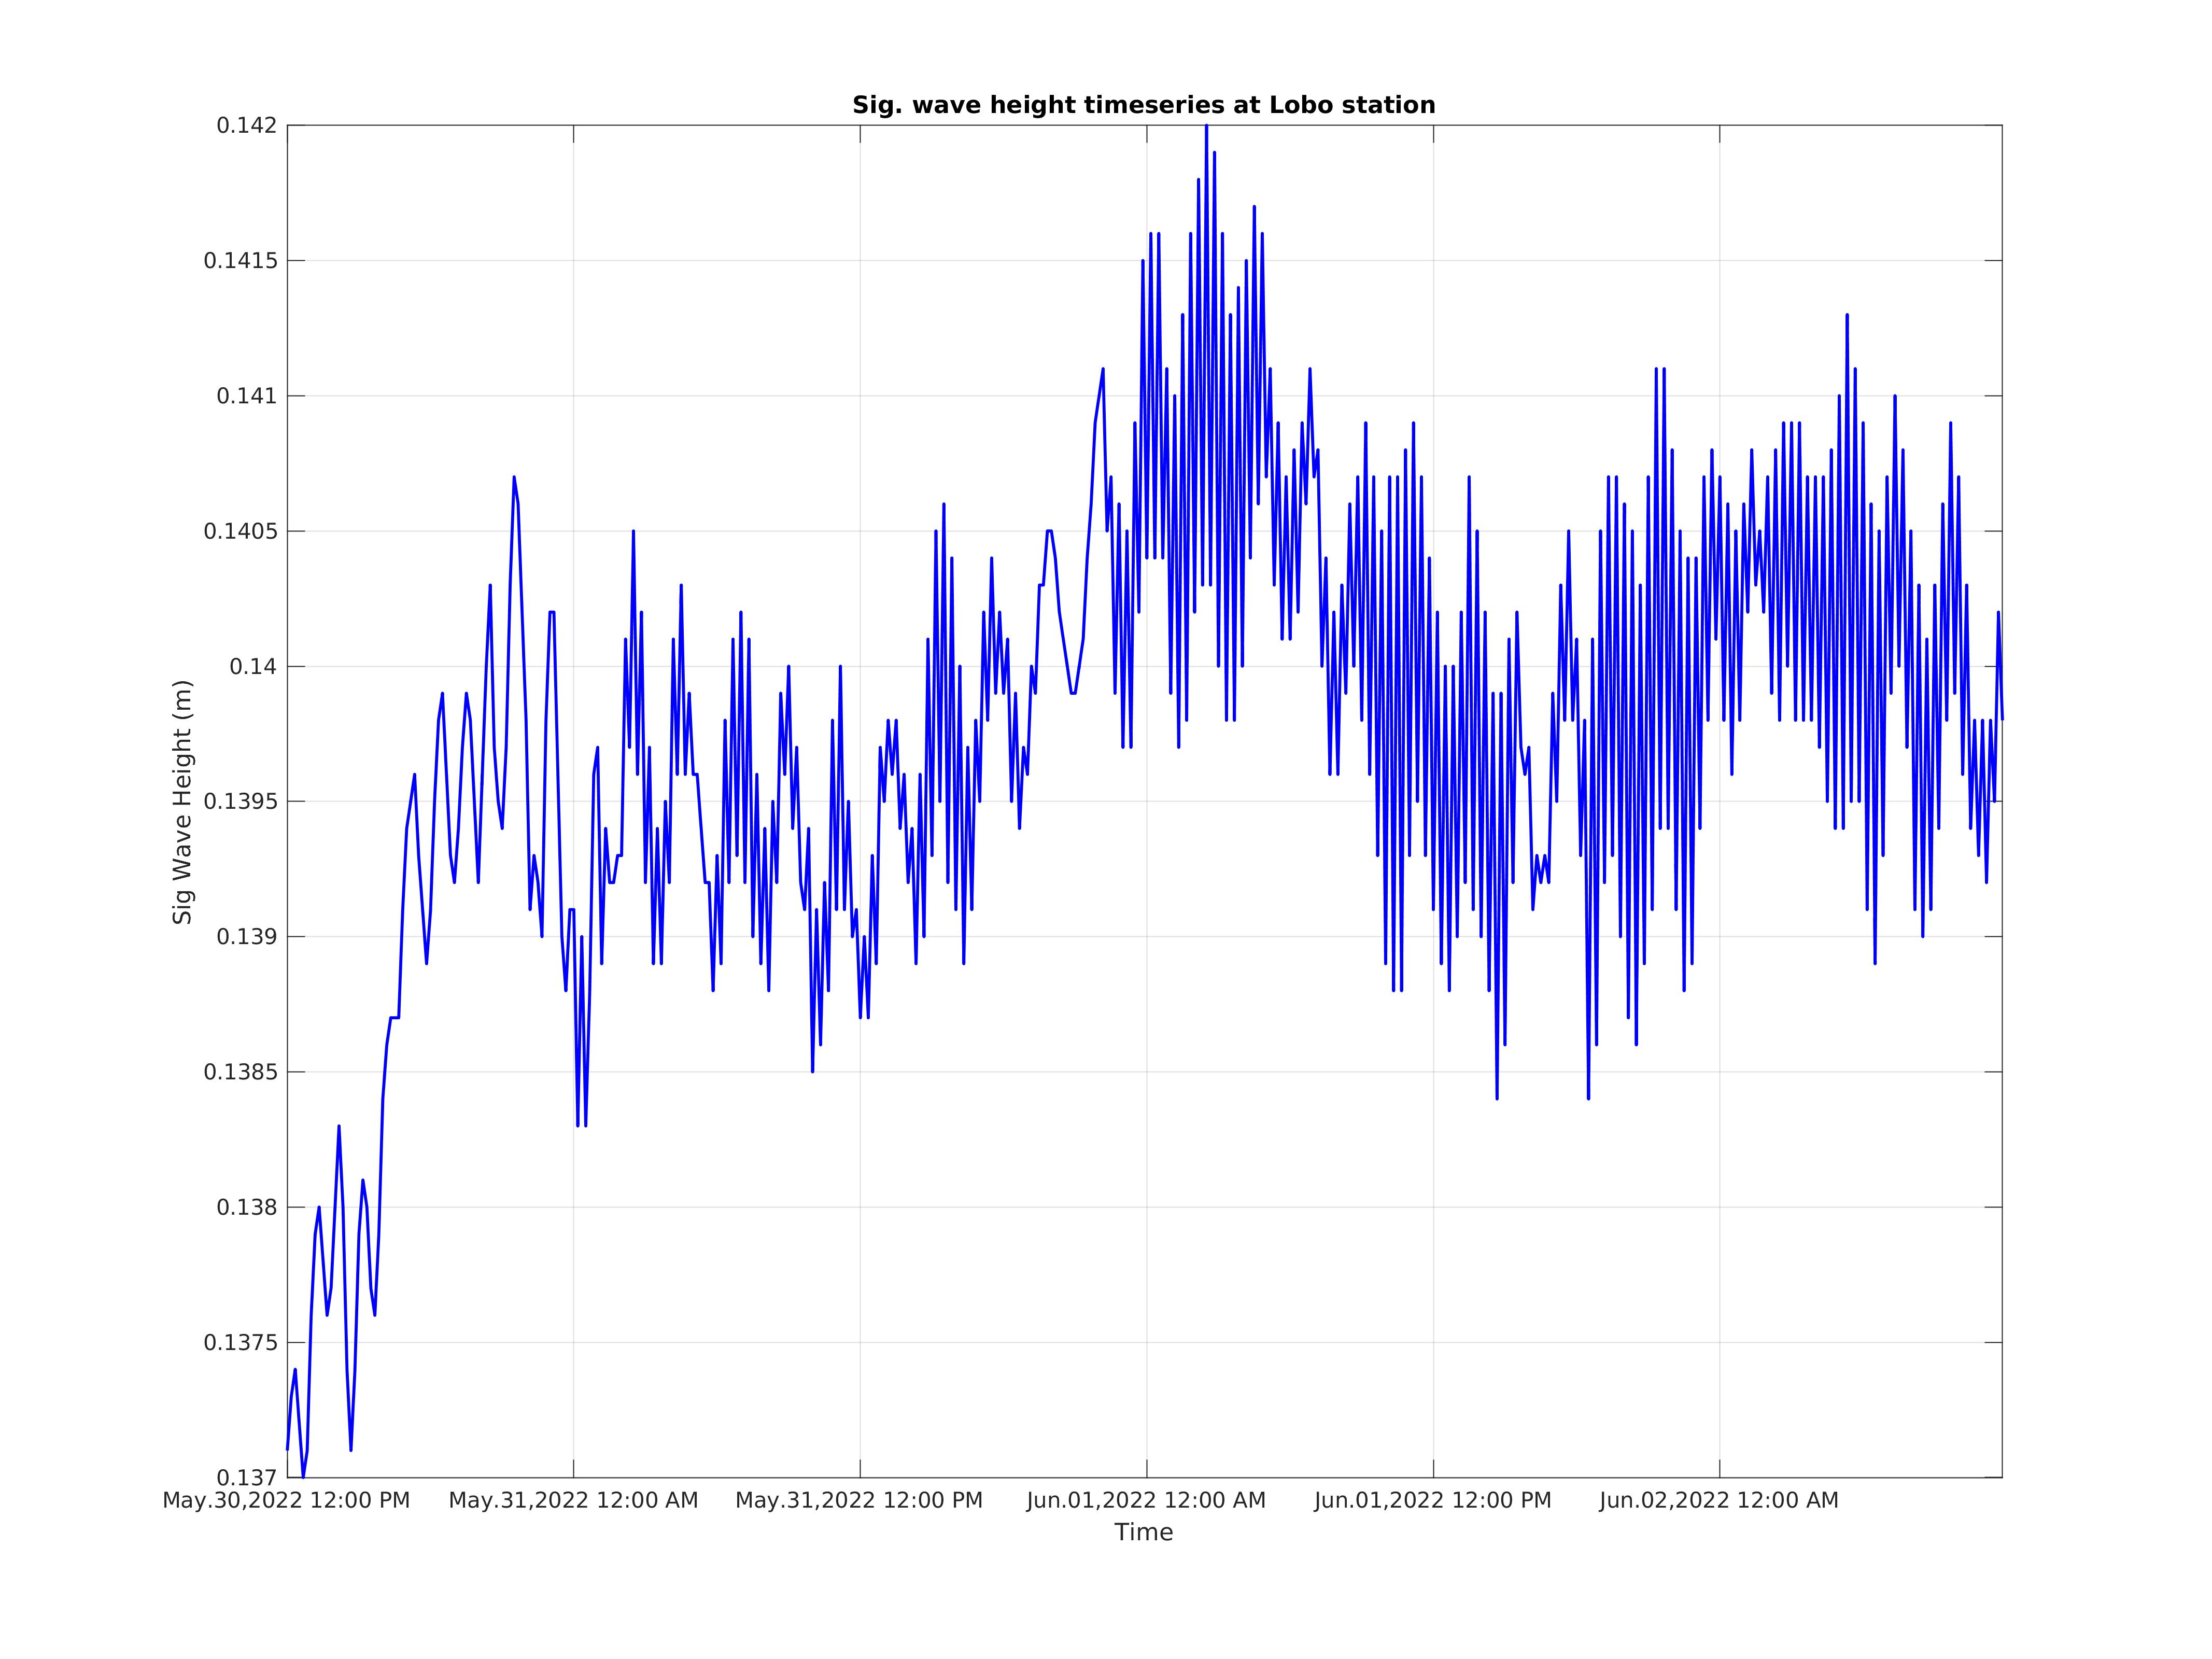 Sig. wave height timeseries at Lobo station
0.142
0.1415
0.141
0.1405
0.14
0.1395
0.139
0.1385
0.138
0.1375
0.137
Sig Wave Height (m)
May.30,2022 12:00 PM May.31,2022 12:00 AM May.31,2022 12:00 PM Jun.01,2022 12:00 AM Jun.01,2022 12:00 PM Jun.02,2022 12:00 AM
Time